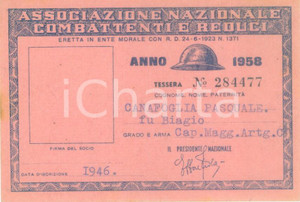 ASSOCIAZIONE NAZIONALE
COMBATTENTI E REDUCI
ERETTA IN ENTE MORALE CON R. D. 24-6-1923 N. 1371
ANNO 1956
TESSERA № 284477
COGNOME, NOME, PATERNITÀ
CANAPOGLIA PASQUALE.
fu Biagio
GRADO E ARMA Cap.Magg.Artg.
IL PRESIDENTE NAZIONALE
FIRMA DEL SOCIO
DATA D'ISCRIZIONE 1946.
iCharta